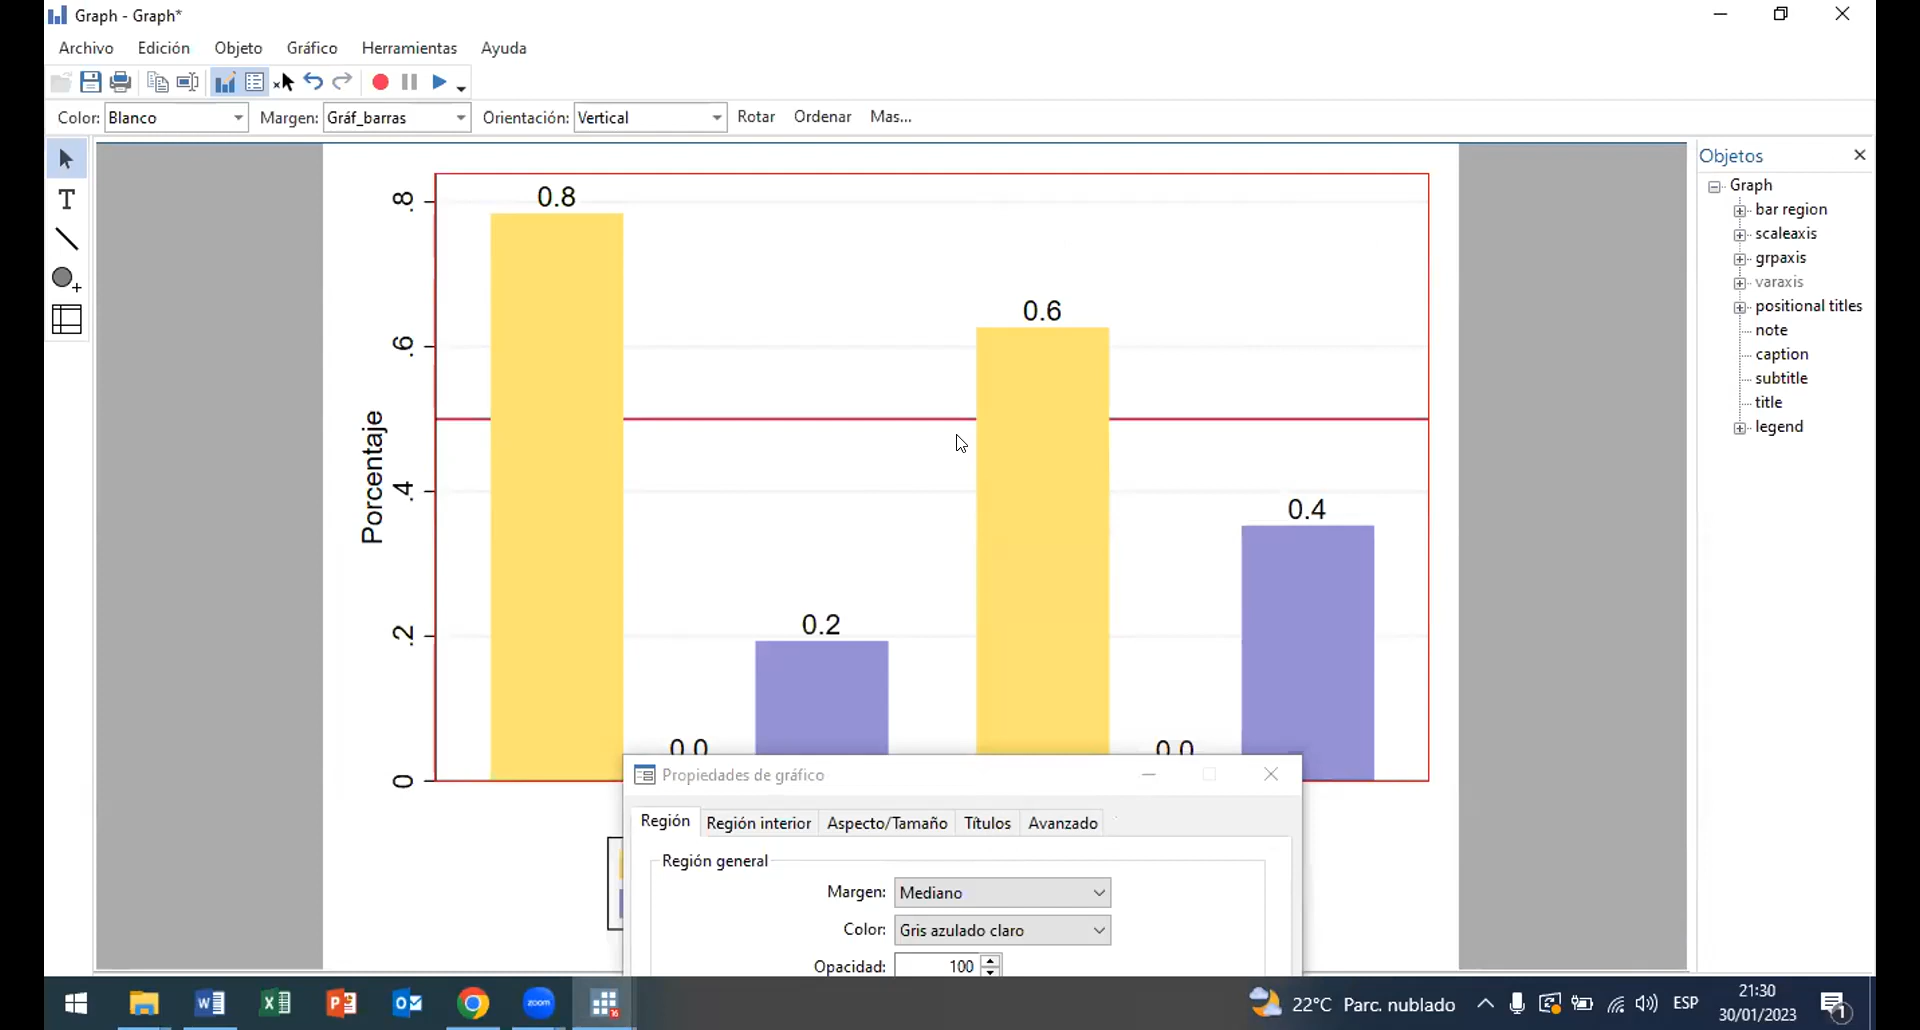 Graph - Graph*
Archivo Edición Objeto Gráfico Herramientas Ayuda
Color: Blanco Margen: Gráf_barras Orientación: Vertical Rotar Ordenar Mas...
T
Objetos
Graph
bar region
scaleaxis
grpaxis
varaxis
positional titles
note
caption
subtitle
title
legend
Porcentaje
.8
.6
.4
.2
0
0.8
0.0
0.2
0.6
0.0
0.4
Propiedades de gráfico
Región Región interior Aspecto/Tamaño Títulos Avanzado
Región general
Margen: Mediano
Color: Gris azulado claro
Opacidad: 100
zoom
16
22°C Parc. nublado
ESP
21:30
30/01/2023
1